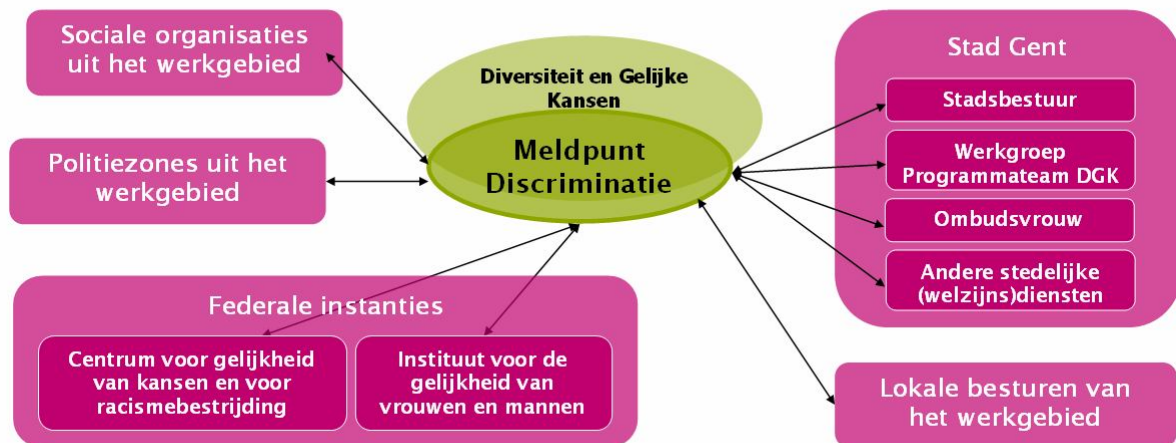 Sociale organisaties
uit het werkgebied
Politiezones uit het
werkgebied
Diversiteit en Gelijke
Kansen
Meldpunt
Discriminatie
Stad Gent
Stadsbestuur
Werkgroep
Programmateam DGK
Ombudsvrouw
Andere stedelijke
(welzijns)diensten
Federale instanties
Centrum voor gelijkheid
van kansen en voor
racismebestrijding
Instituut voor de
gelijkheid van
vrouwen en mannen
Lokale besturen van
het werkgebied